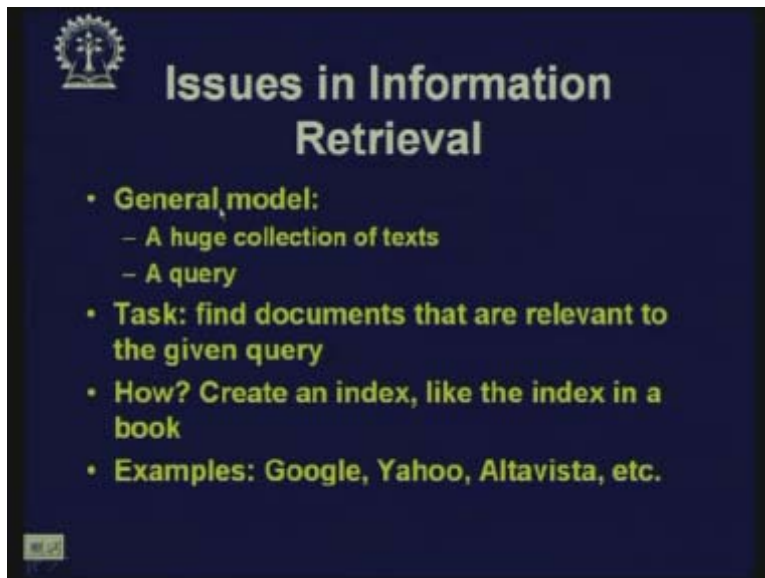 Issues in Information
Retrieval
• General model:
– A huge collection of texts
– A query
• Task: find documents that are relevant to
the given query
• How? Create an index, like the index in a
book
• Examples: Google, Yahoo, Altavista, etc.